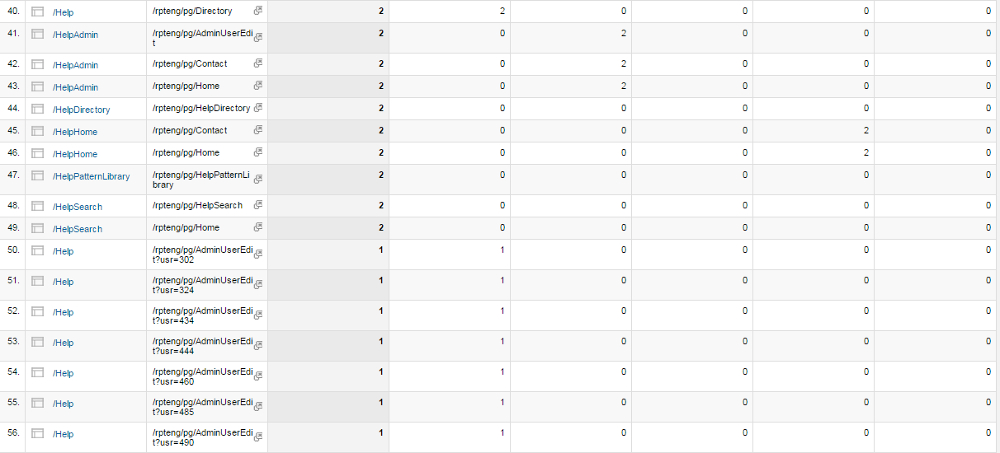 40. /Help /rpteng/pg/Directory 2 2 0 0 0 0
41. /HelpAdmin /rpteng/pg/AdminUserEdi 2 0 2 0 0 0
t
42. /HelpAdmin /rpteng/pg/Contact 2 0 2 0 0 0
43. /HelpAdmin /rpteng/pg/Home 2 0 2 0 0 0
44. /HelpDirectory /rpteng/pg/HelpDirectory 2 0 0 0 0 0
45. /HelpHome /rpteng/pg/Contact 2 0 0 0 2 0
46. /HelpHome /rpteng/pg/Home 2 0 0 0 2 0
47. /HelpPatternLibrary /rpteng/pg/HelpPatternLi 2 0 0 0 0 0
brary
48. /HelpSearch /rpteng/pg/HelpSearch 2 0 0 0 0 0
49. /HelpSearch /rpteng/pg/Home 2 0 0 0 0 0
50. /Help /rpteng/pg/AdminUserEdi 1 1 0 0 0 0
t?usr=302
51. /Help /rpteng/pg/AdminUserEdi 1 1 0 0 0 0
t?usr=324
52. /Help /rpteng/pg/AdminUserEdi 1 1 0 0 0 0
t?usr=434
53. /Help /rpteng/pg/AdminUserEdi 1 1 0 0 0 0
t?usr=444
54. /Help /rpteng/pg/AdminUserEdi 1 1 0 0 0 0
t?usr=460
55. /Help /rpteng/pg/AdminUserEdi 1 1 0 0 0 0
t?usr=485
56. /Help /rpteng/pg/AdminUserEdi 1 1 0 0 0 0
t?usr=490